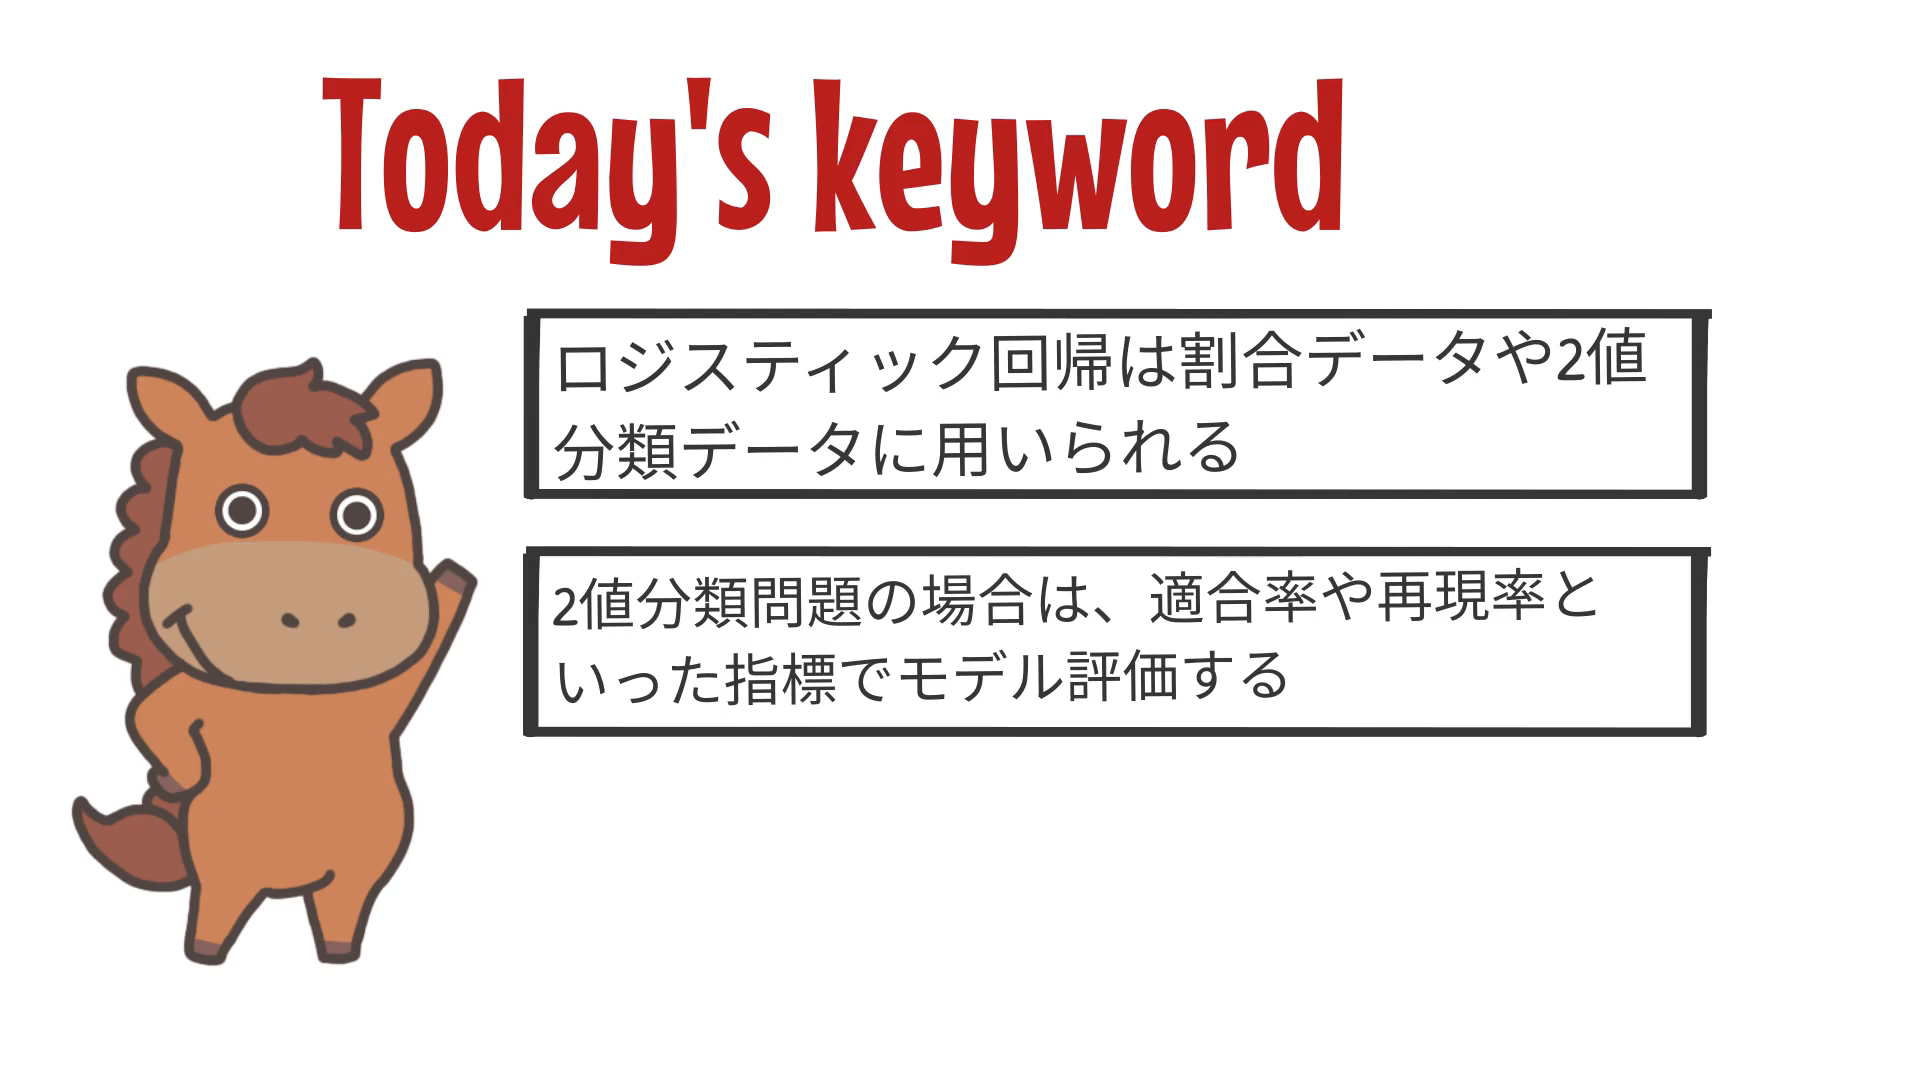 Today's keyword
ロジスティック回帰は割合データや2値
分類データに用いられる
2値分類問題の場合は、適合率や再現率と
いった指標でモデル評価する